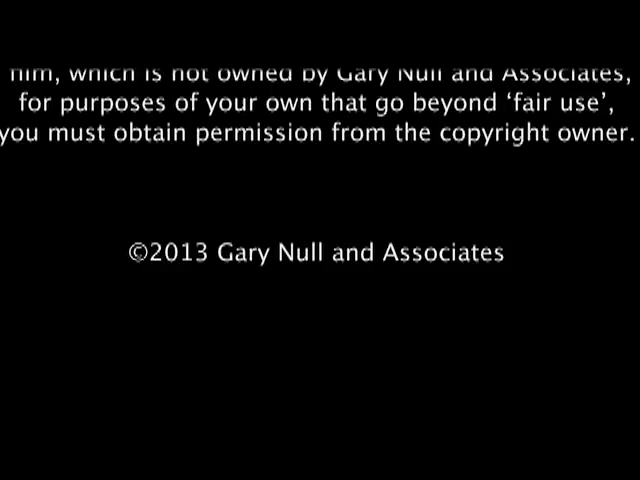 film, which is not owned by Gary Null and Associates,
for purposes of your own that go beyond ‘fair use’,
you must obtain permission from the copyright owner.
©2013 Gary Null and Associates